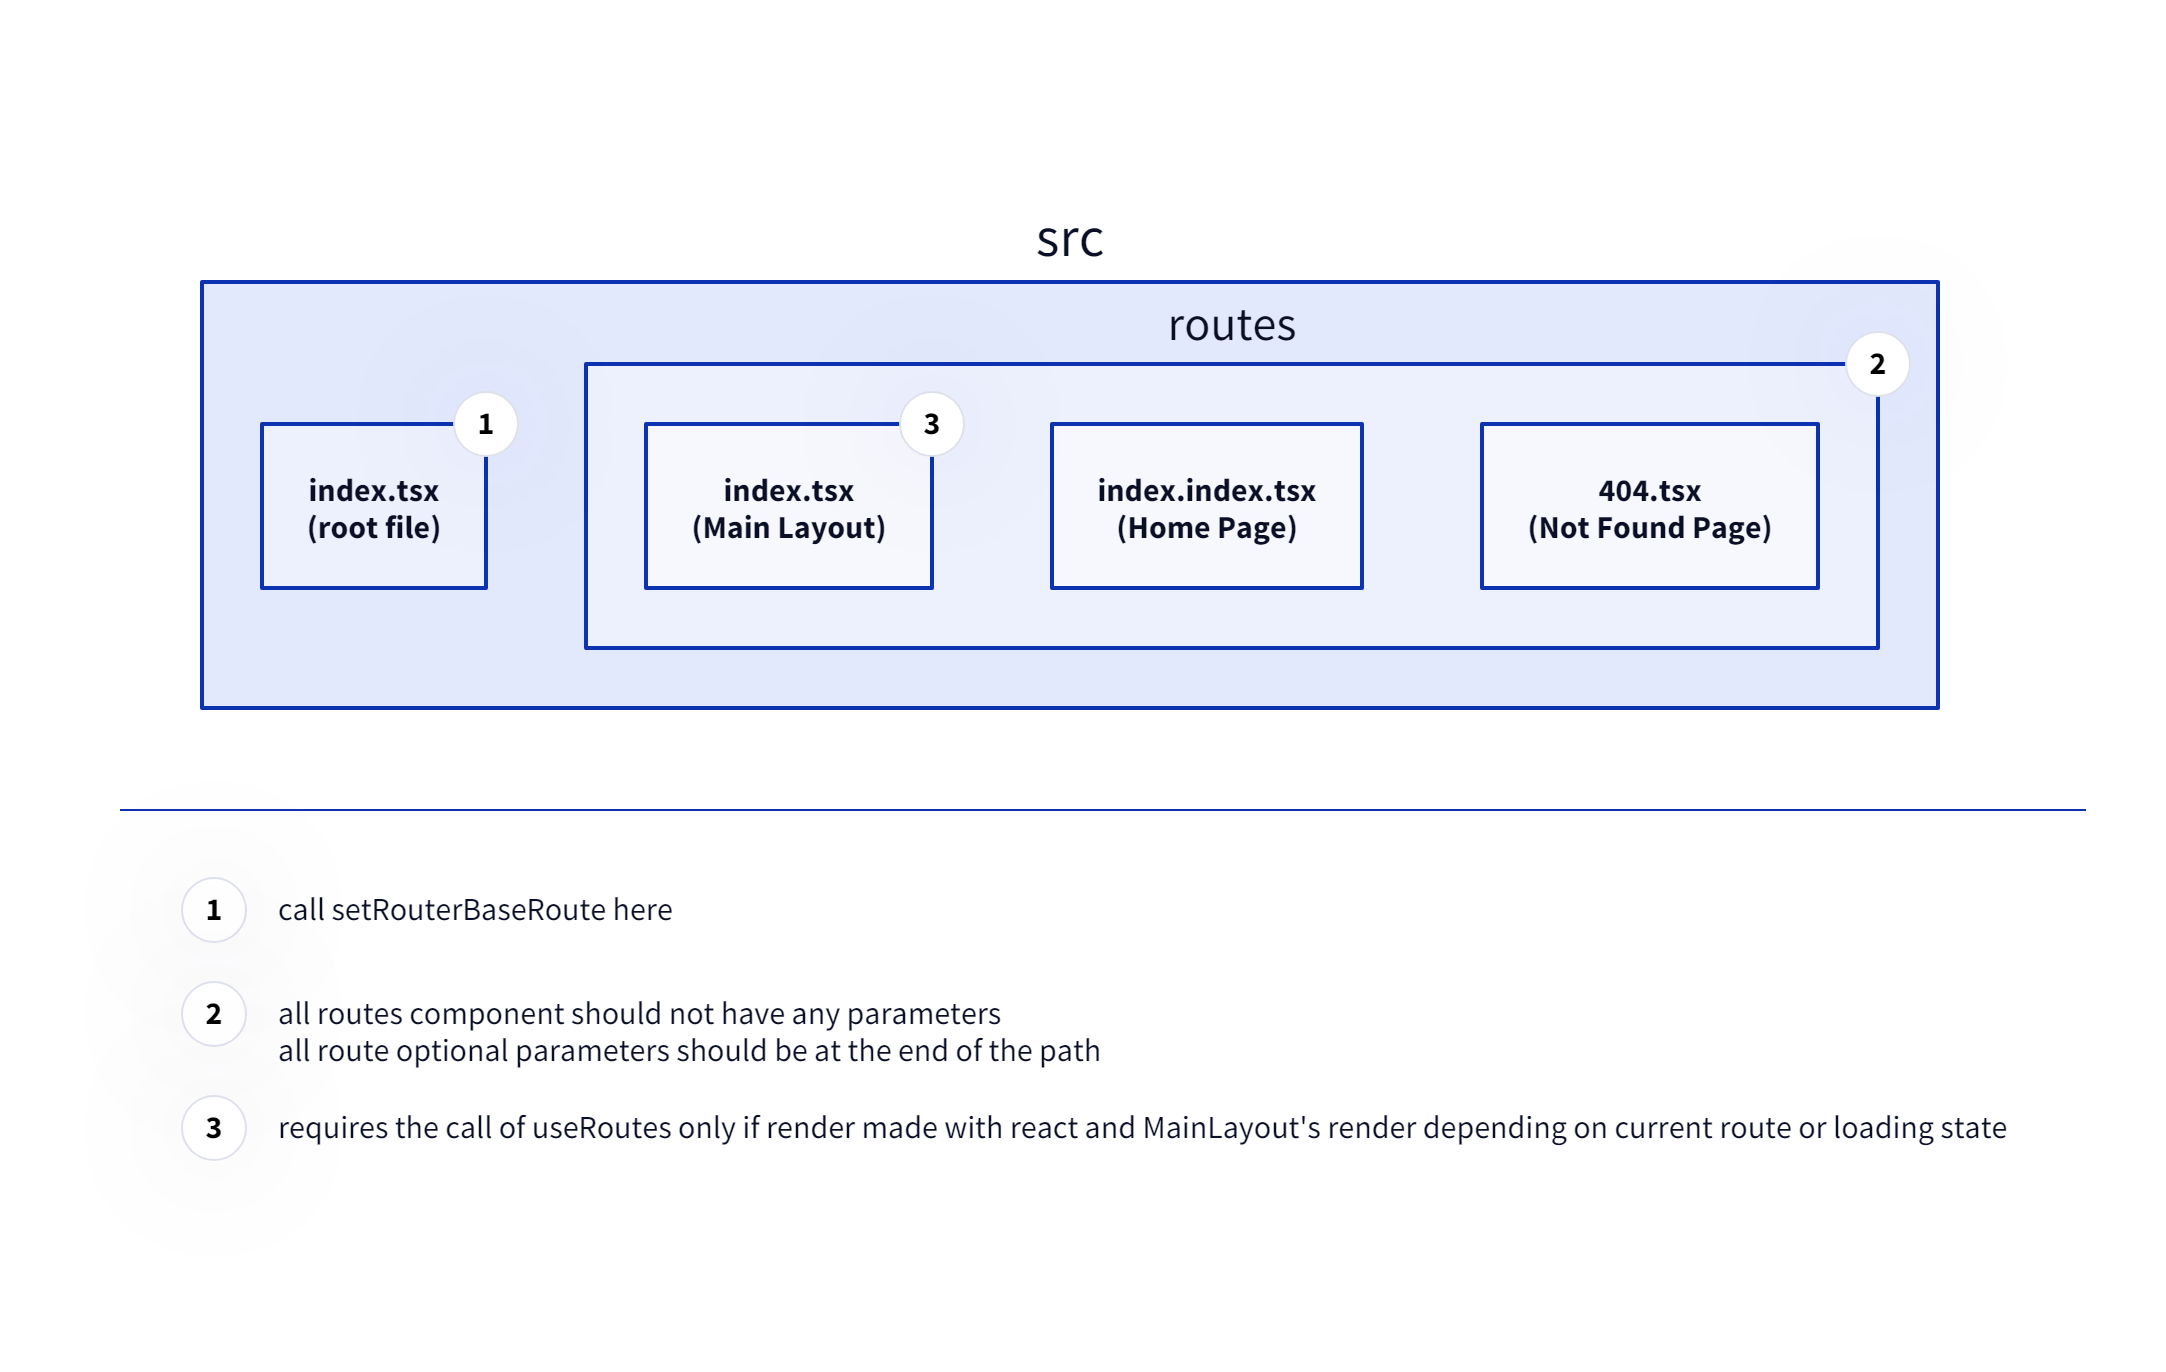 src
routes
2
1
3
index.tsx
(root file)
index.tsx
(Main Layout)
index.index.tsx
(Home Page)
404.tsx
(Not Found Page)
1
call setRouterBaseRoute here
2
all routes component should not have any parameters
all route optional parameters should be at the end of the path
3
requires the call of useRoutes only if render made with react and MainLayout's render depending on current route or loading state